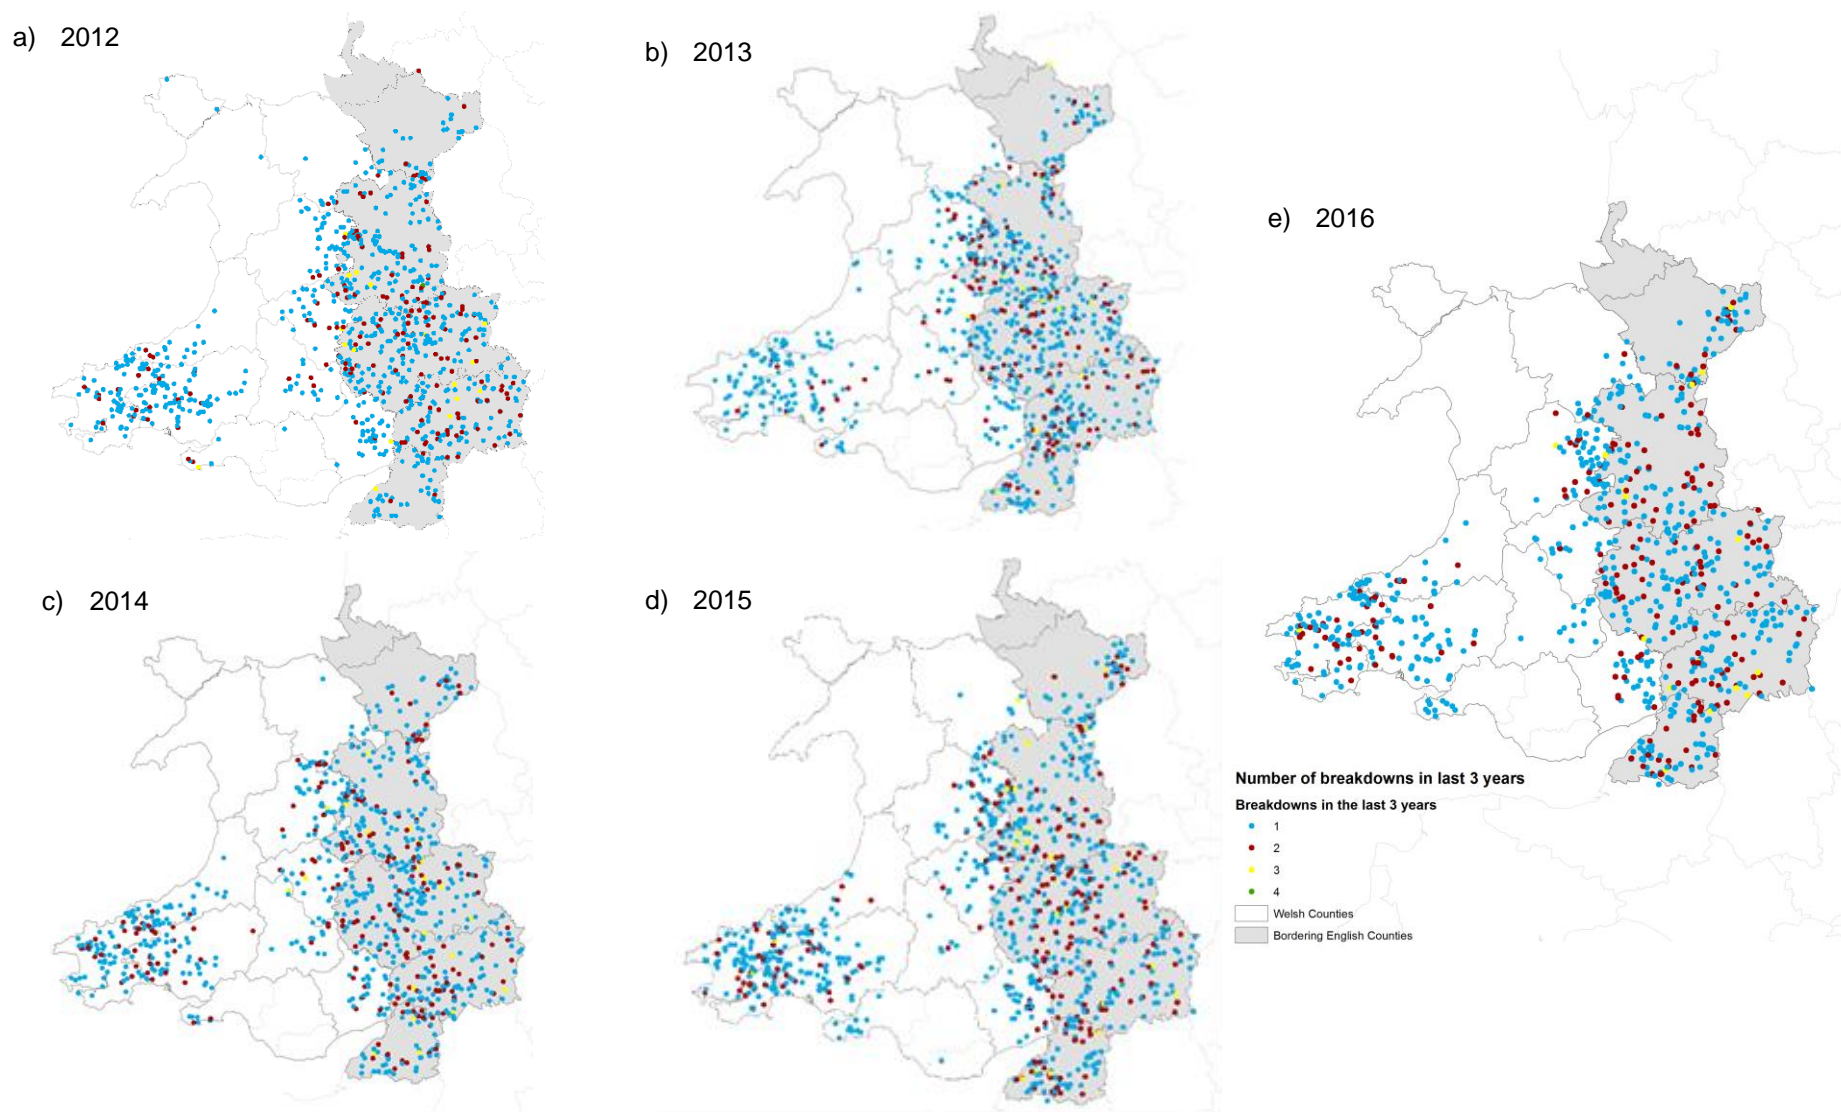 a) 2012
b) 2013
e) 2016
c) 2014
d) 2015
Number of breakdowns in last 3 years
Breakdowns in the last 3 years
1
2
3
4
Welsh Counties
Bordering English Counties